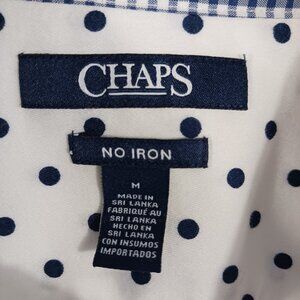 CHAPS
NO IRON
M
MADE IN
SRI LANKA
FABRIQUÉ AU
SRI LANKA
HECHO EN
SRI LANKA
CON INSUMOS
IMPORTADOS